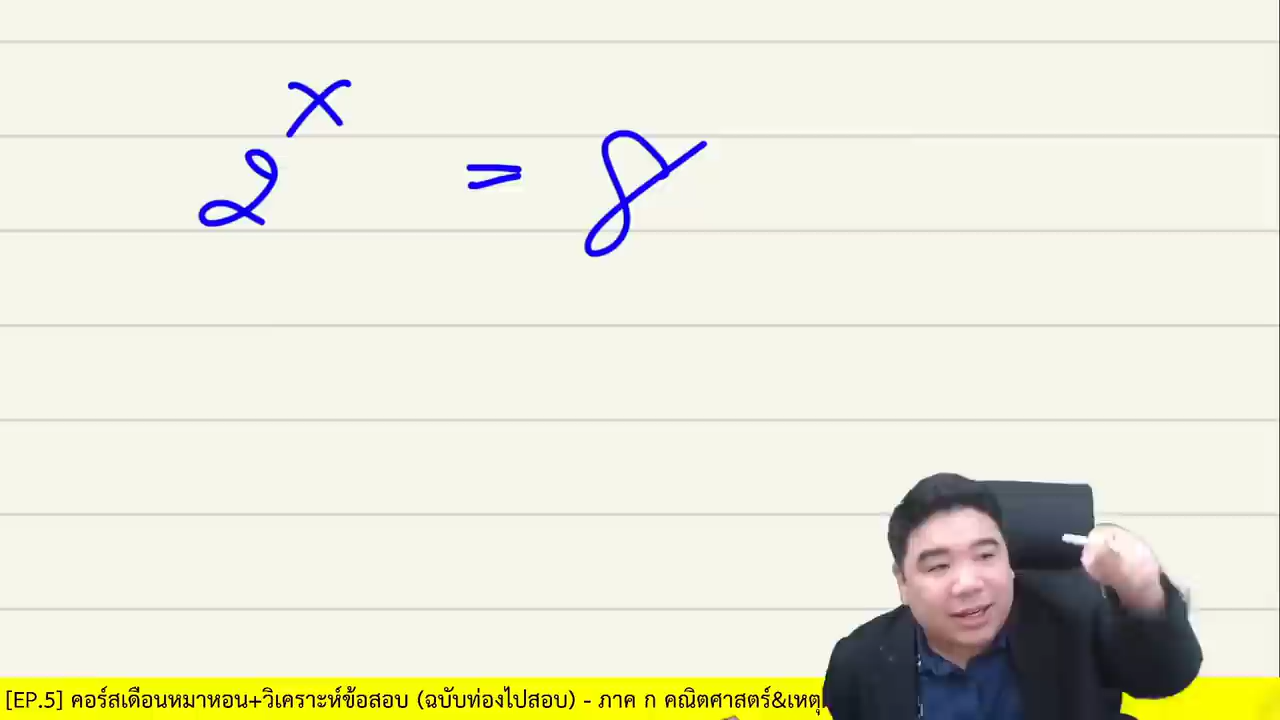 2^x = 8
[EP.5] คอร์สเดือนหมาหอน+วิเคราะห์ข้อสอบ (ฉบับท่องไปสอบ) - ภาค ก คณิตศาสตร์&เหตุ